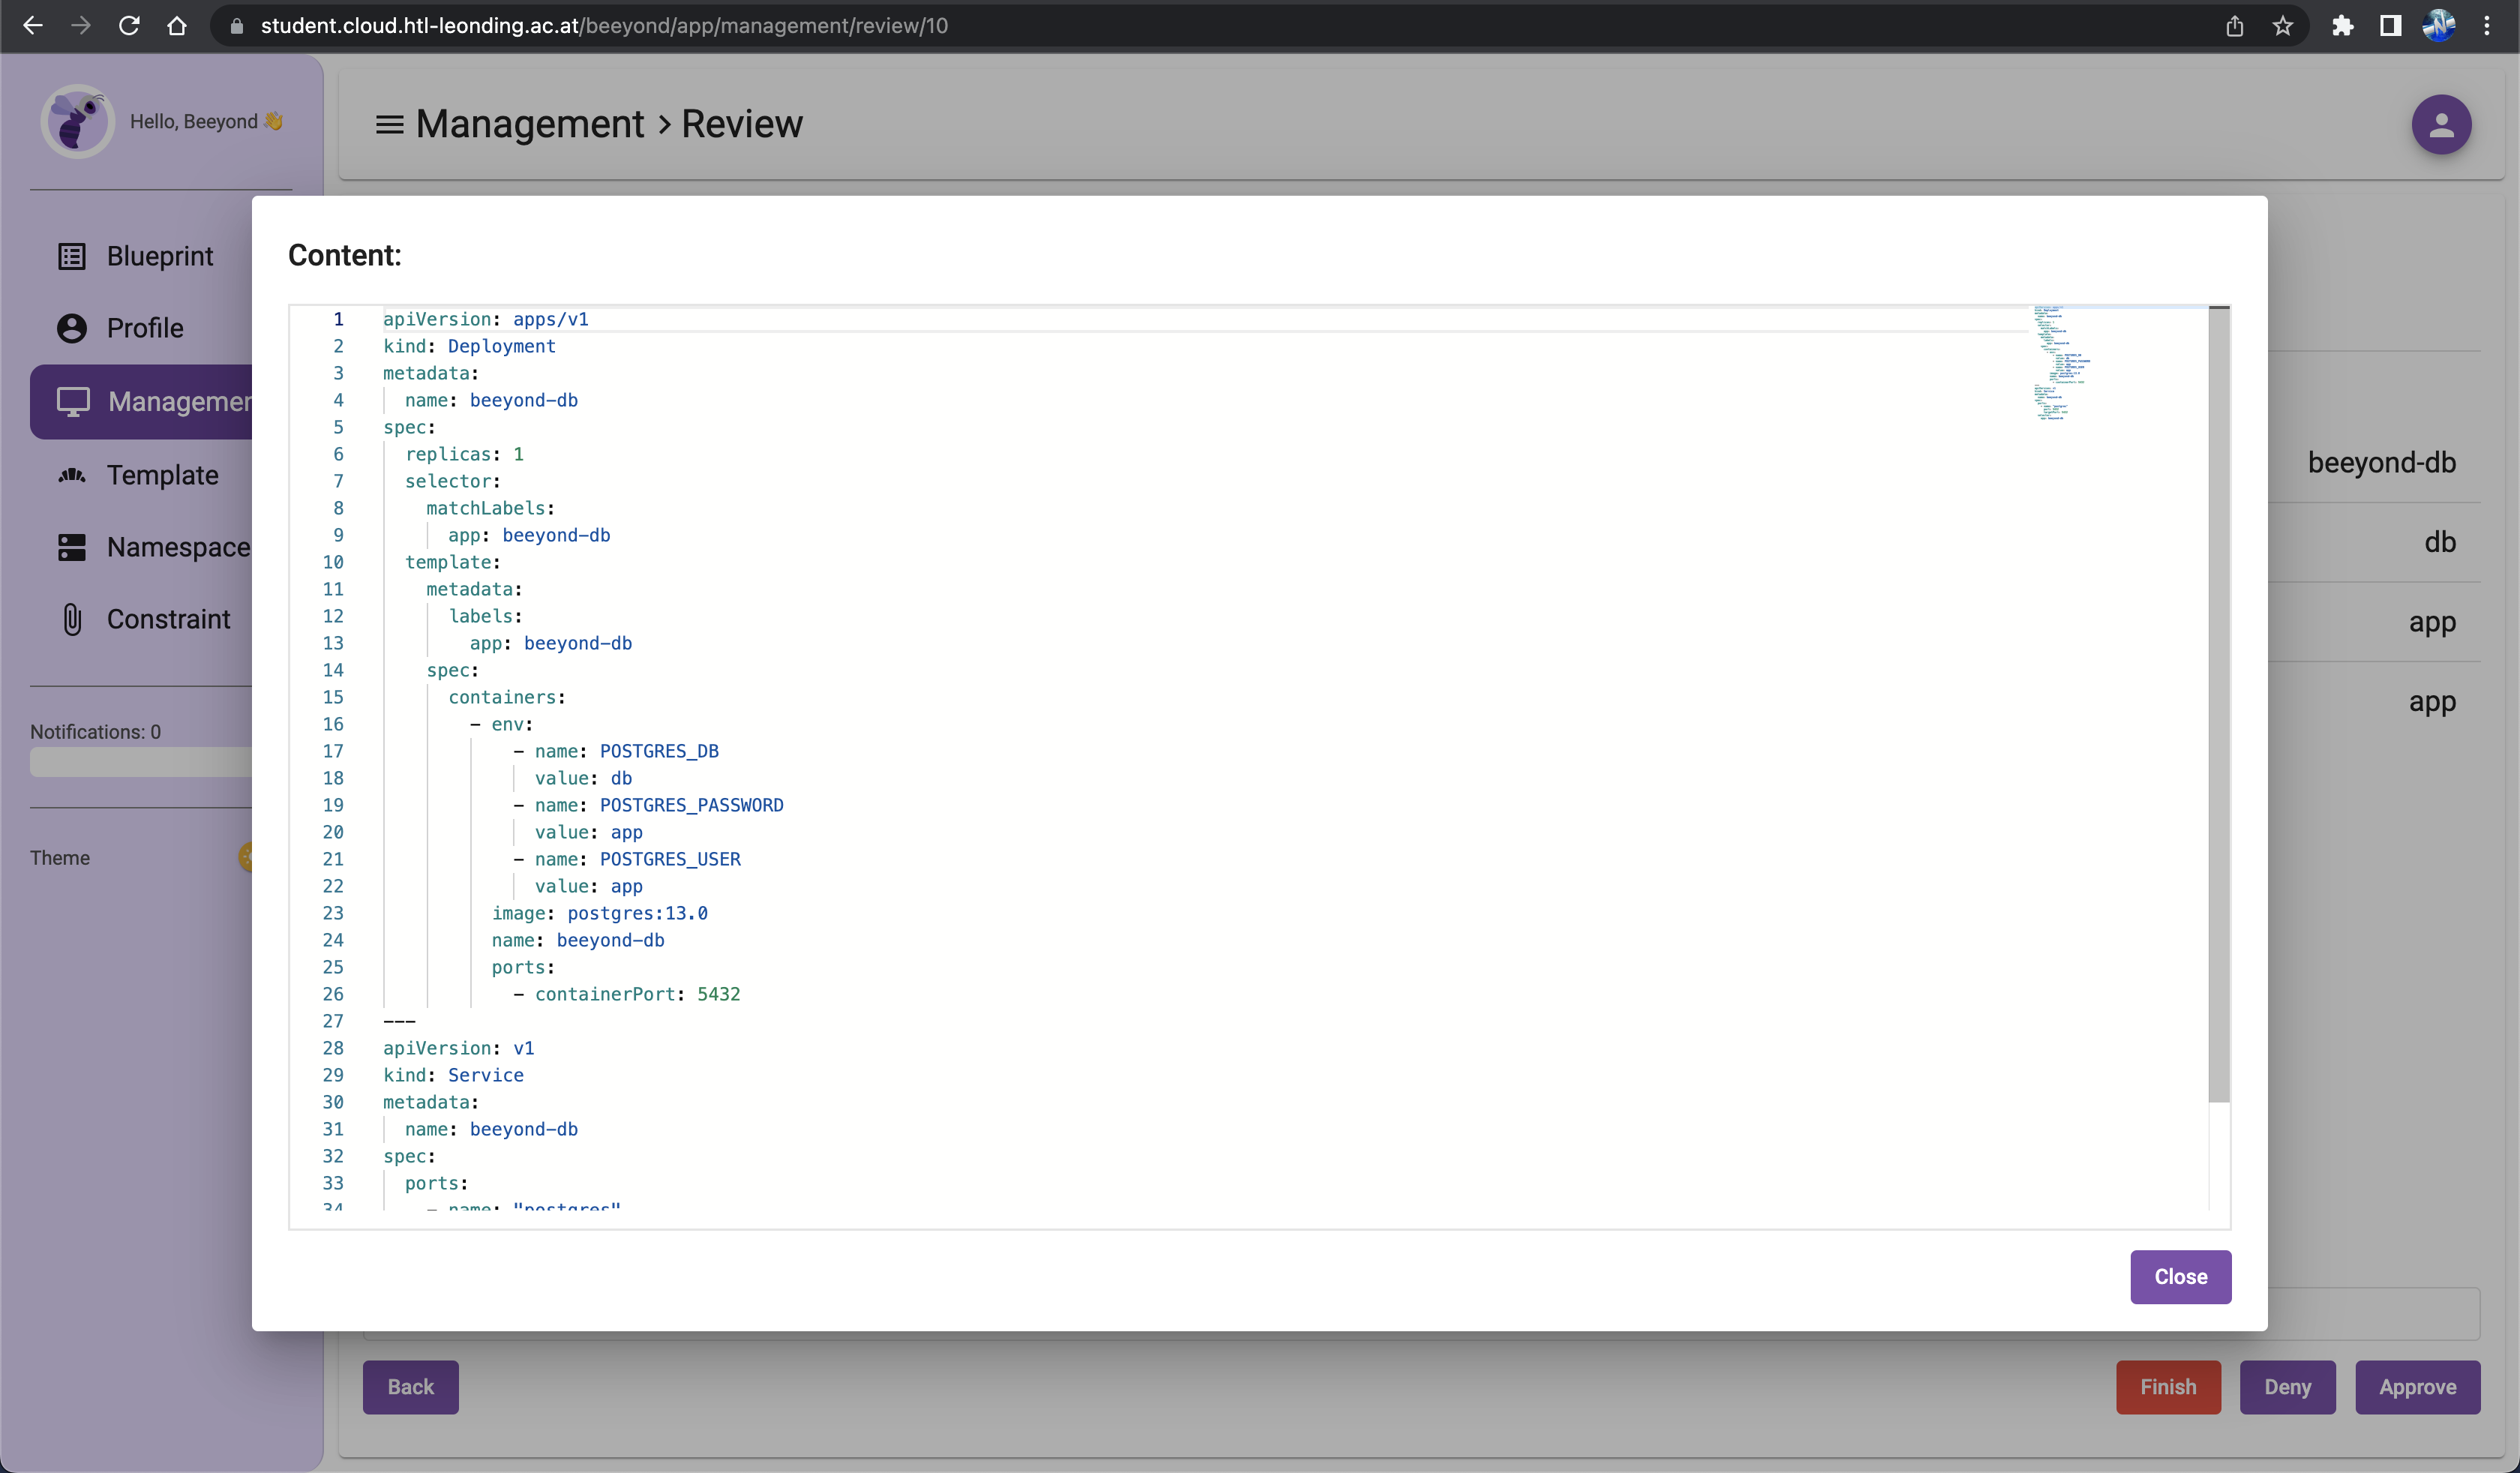 student.cloud.htl-leonding.ac.at/beeyond/app/management/review/10
Hello, Beeyond 👋
Management › Review
Blueprint
Profile
Managemen
Template
Namespace
Constraint
Notifications: 0
Theme
Content:
1 apiVersion: apps/v1
2 kind: Deployment
3 metadata:
4   name: beeyond-db
5 spec:
6   replicas: 1
7   selector:
8     matchLabels:
9       app: beeyond-db
10   template:
11     metadata:
12       labels:
13         app: beeyond-db
14     spec:
15       containers:
16         - env:
17             - name: POSTGRES_DB
18               value: db
19             - name: POSTGRES_PASSWORD
20               value: app
21             - name: POSTGRES_USER
22               value: app
23           image: postgres:13.0
24           name: beeyond-db
25           ports:
26             - containerPort: 5432
27 ---
28 apiVersion: v1
29 kind: Service
30 metadata:
31   name: beeyond-db
32 spec:
33   ports:
34     - name: "postgres"
beeyond-db
db
app
app
Close
Back
Finish
Deny
Approve